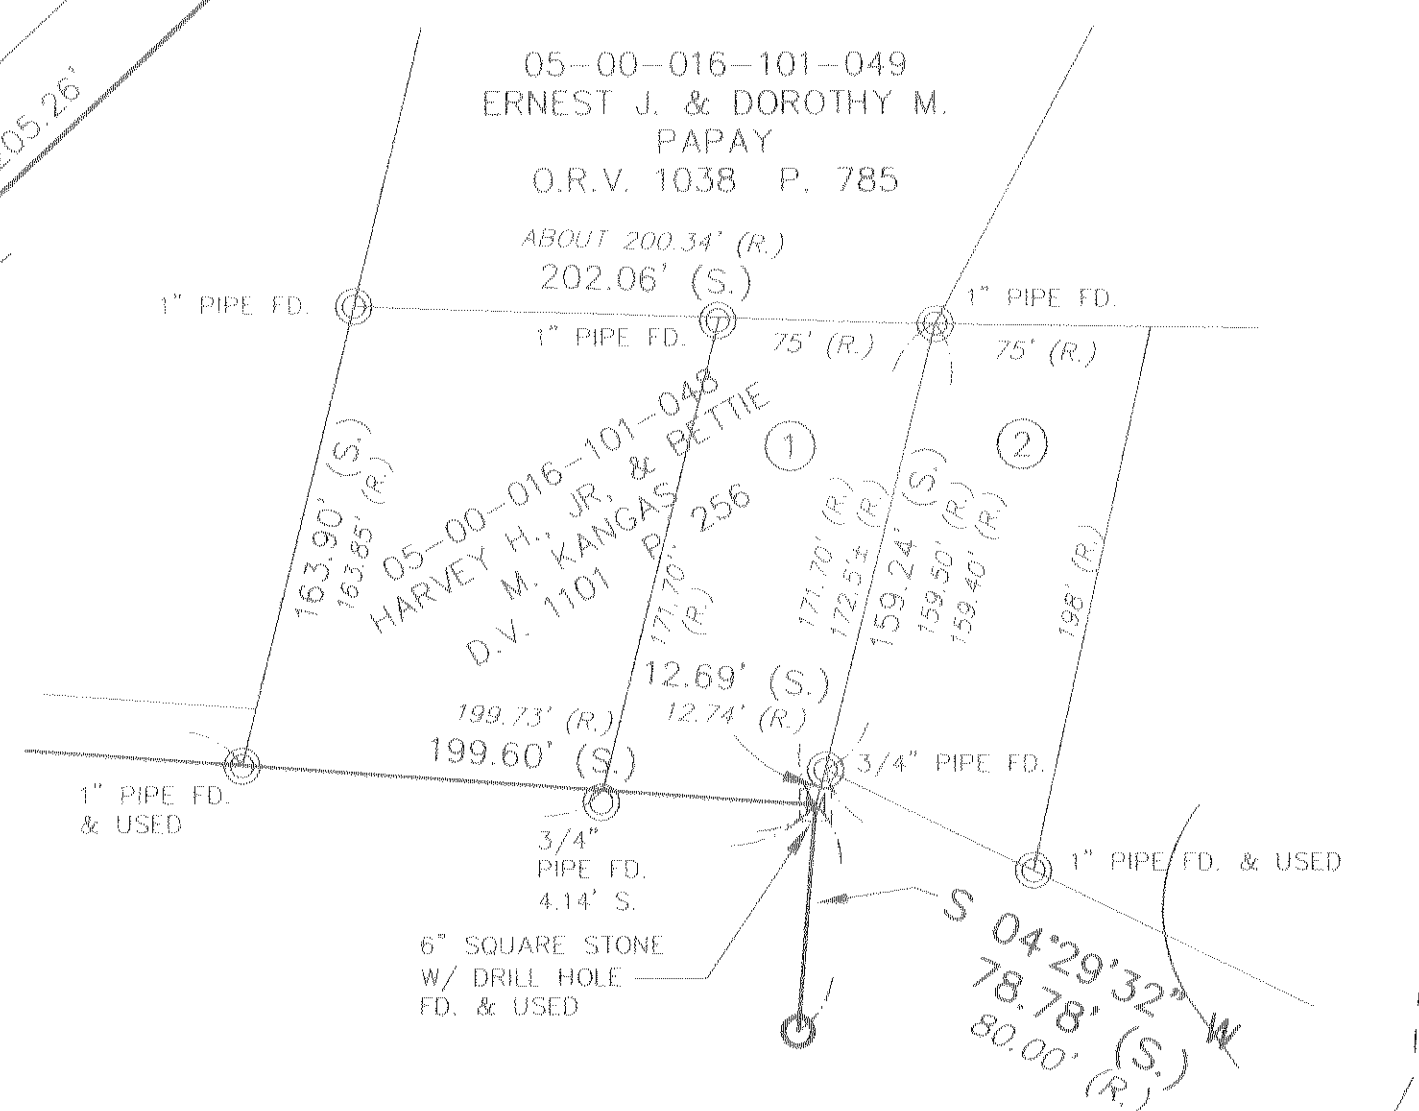 05-00-016-101-049
ERNEST J. & DOROTHY M.
PAPAY
O.R.V. 1038 P. 785
05.26'
ABOUT 200.34' (R.)
202.06' (S.)
1" PIPE FD.
1" PIPE FD.
75' (R.)
1" PIPE FD.
75' (R.)
163.90' (S.)
163.85' (R.)
05-00-016-101-048
HARVEY H., JR. & BETTIE
M. KANGAS
D.V. 1101 P. 256
171.70'
(R.)
1
2
171.70' (R.)
172.5'± (R.)
159.24' (S.)
159.50' (R.)
159.40' (R.)
198' (R.)
12.69' (S.)
12.74' (R.)
199.73' (R.)
199.60' (S.)
1" PIPE FD.
& USED
3/4" PIPE FD.
3/4"
PIPE FD.
4.14' S.
1" PIPE FD. & USED
6" SQUARE STONE
W/ DRILL HOLE
FD. & USED
S 04°29'32" W
78.78' (S.)
80.00' (R.)